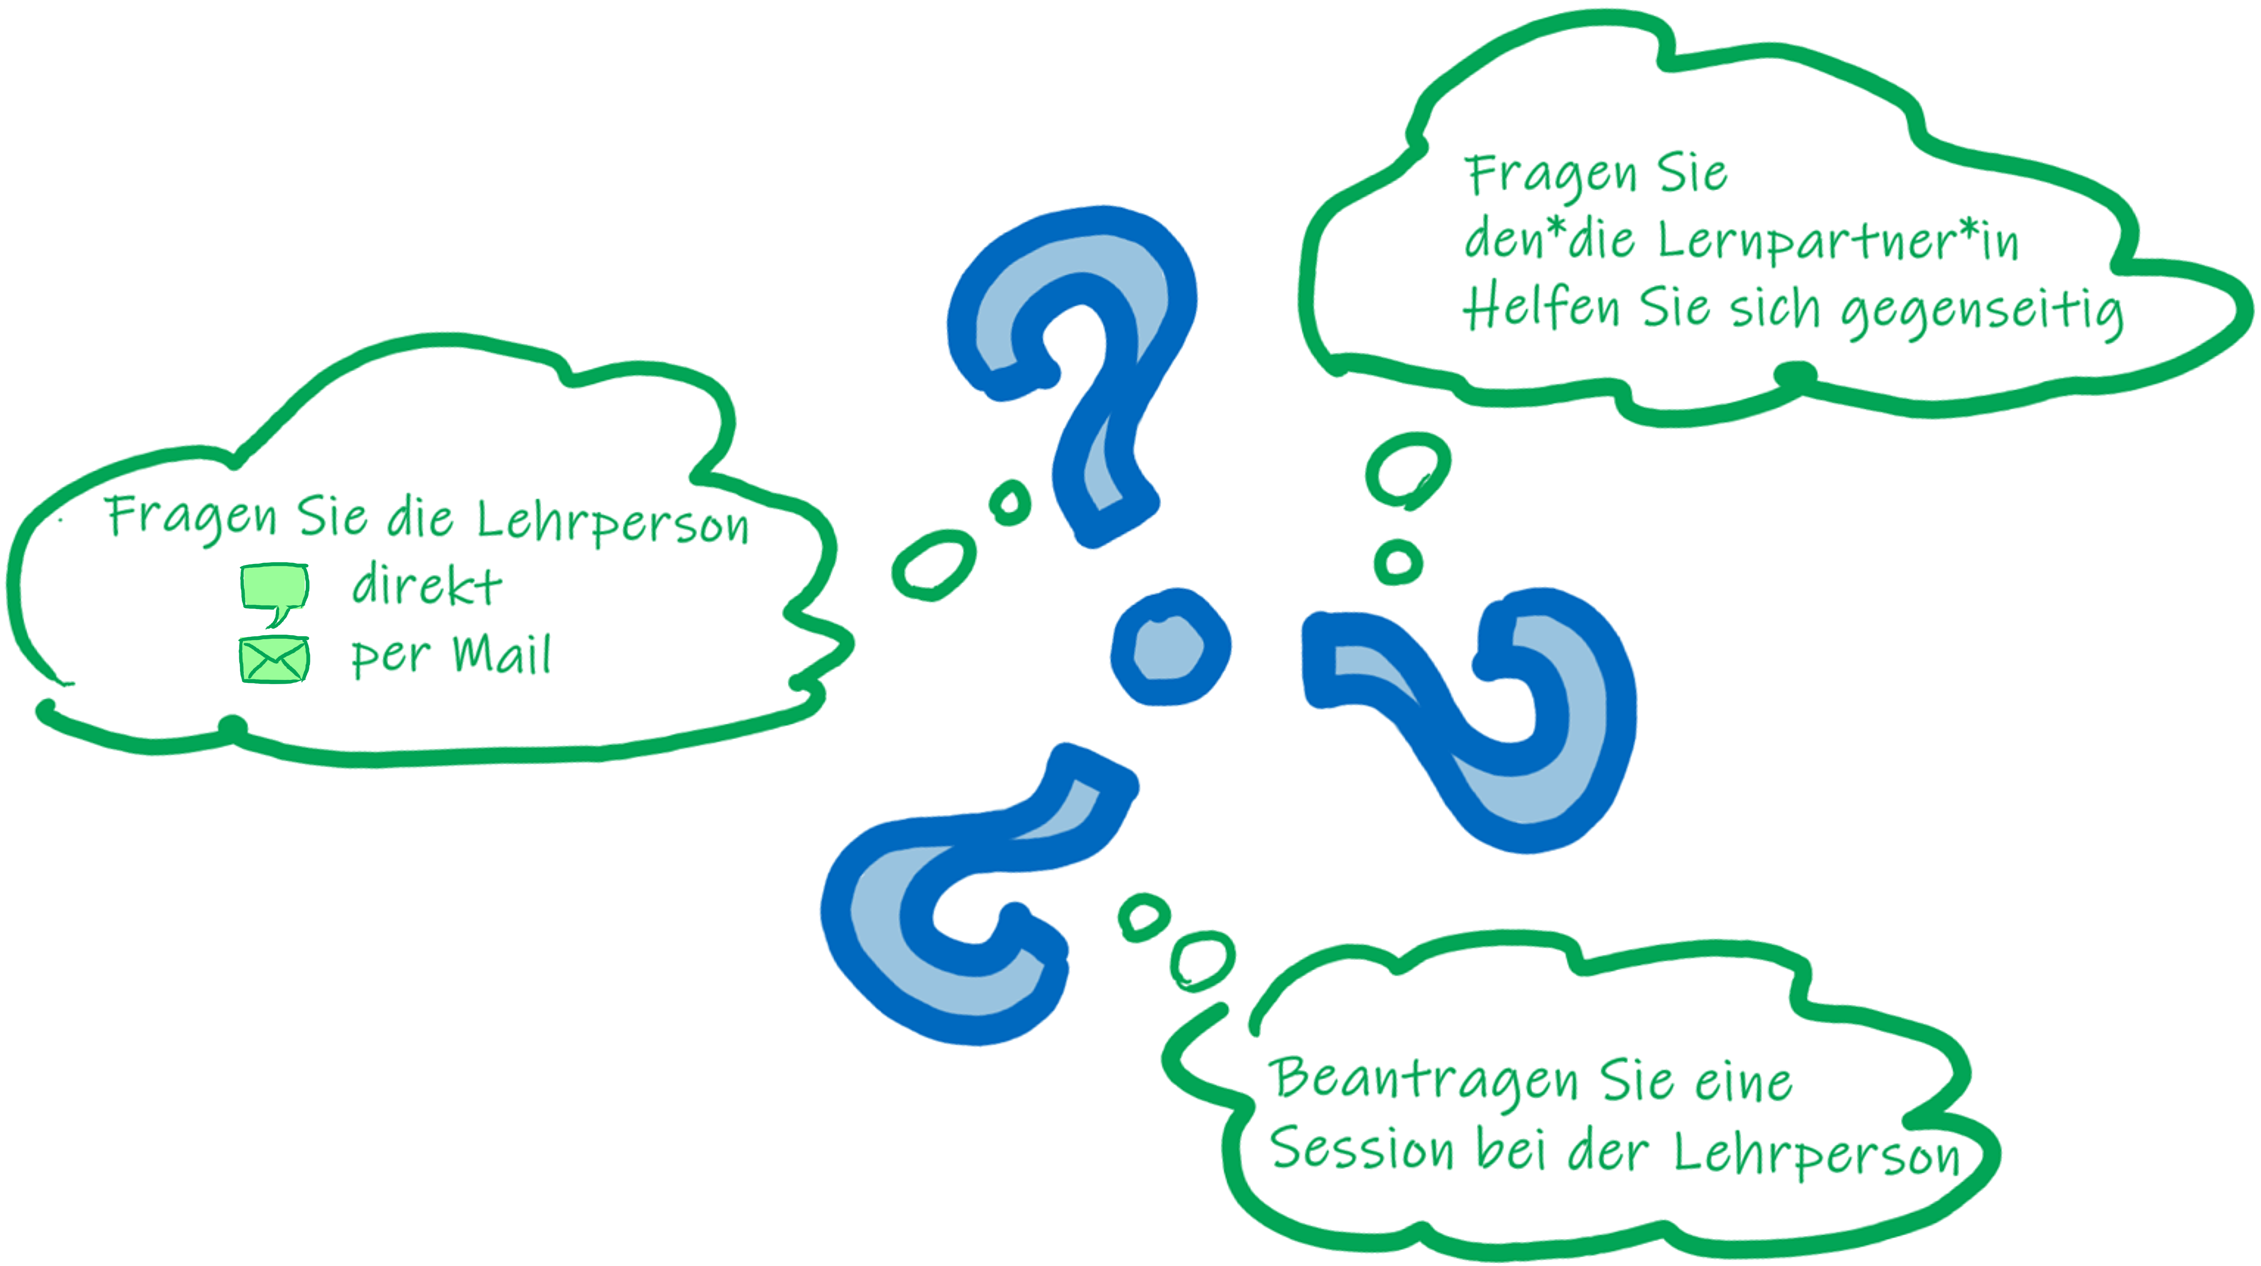 Fragen Sie
den*die Lernpartner*in
Helfen Sie sich gegenseitig
Fragen Sie die Lehrperson
direkt
per Mail
Beantragen Sie eine
Session bei der Lehrperson